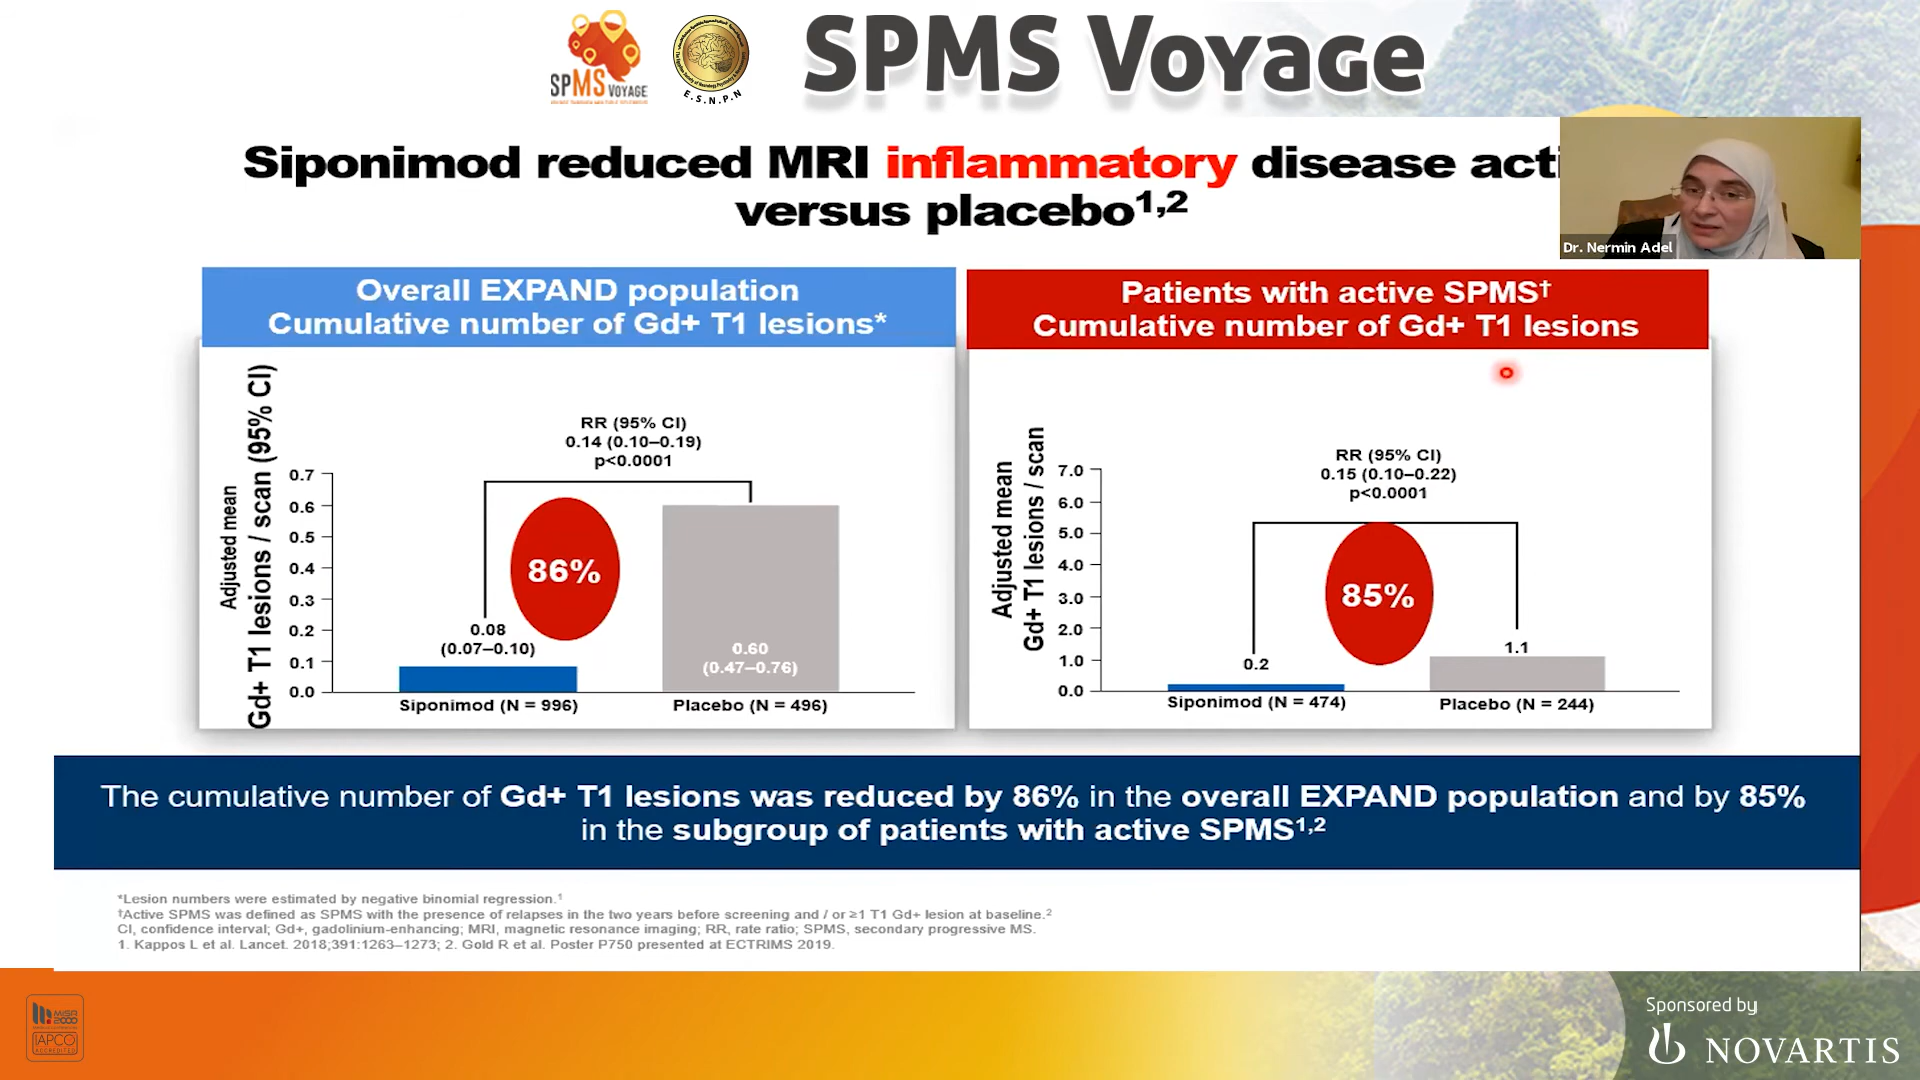 SPMS VOYAGE
E.S.N.P.N
SPMS Voyage
Siponimod reduced MRI inflammatory disease acti
versus placebo1,2
Dr. Nermin Adel
Overall EXPAND population
Cumulative number of Gd+ T1 lesions*
Adjusted mean
Gd+ T1 lesions / scan (95% CI)
RR (95% CI)
0.14 (0.10–0.19)
p<0.0001
0.7
0.6
0.5
0.4
0.3
0.2
0.1
0.0
86%
0.08
(0.07–0.10)
0.60
(0.47–0.76)
Siponimod (N = 996)
Placebo (N = 496)
Patients with active SPMS†
Cumulative number of Gd+ T1 lesions
Adjusted mean
Gd+ T1 lesions / scan
RR (95% CI)
0.15 (0.10–0.22)
p<0.0001
7.0
6.0
5.0
4.0
3.0
2.0
1.0
0.0
85%
0.2
1.1
Siponimod (N = 474)
Placebo (N = 244)
The cumulative number of Gd+ T1 lesions was reduced by 86% in the overall EXPAND population and by 85%
in the subgroup of patients with active SPMS1,2
*Lesion numbers were estimated by negative binomial regression.1
†Active SPMS was defined as SPMS with the presence of relapses in the two years before screening and / or ≥1 T1 Gd+ lesion at baseline.2
CI, confidence interval; Gd+, gadolinium-enhancing; MRI, magnetic resonance imaging; RR, rate ratio; SPMS, secondary progressive MS.
1. Kappos L et al. Lancet. 2018;391:1263–1273; 2. Gold R et al. Poster P750 presented at ECTRIMS 2019.
MISR
2000
IAPCO
ACCREDITED
Sponsored by
NOVARTIS